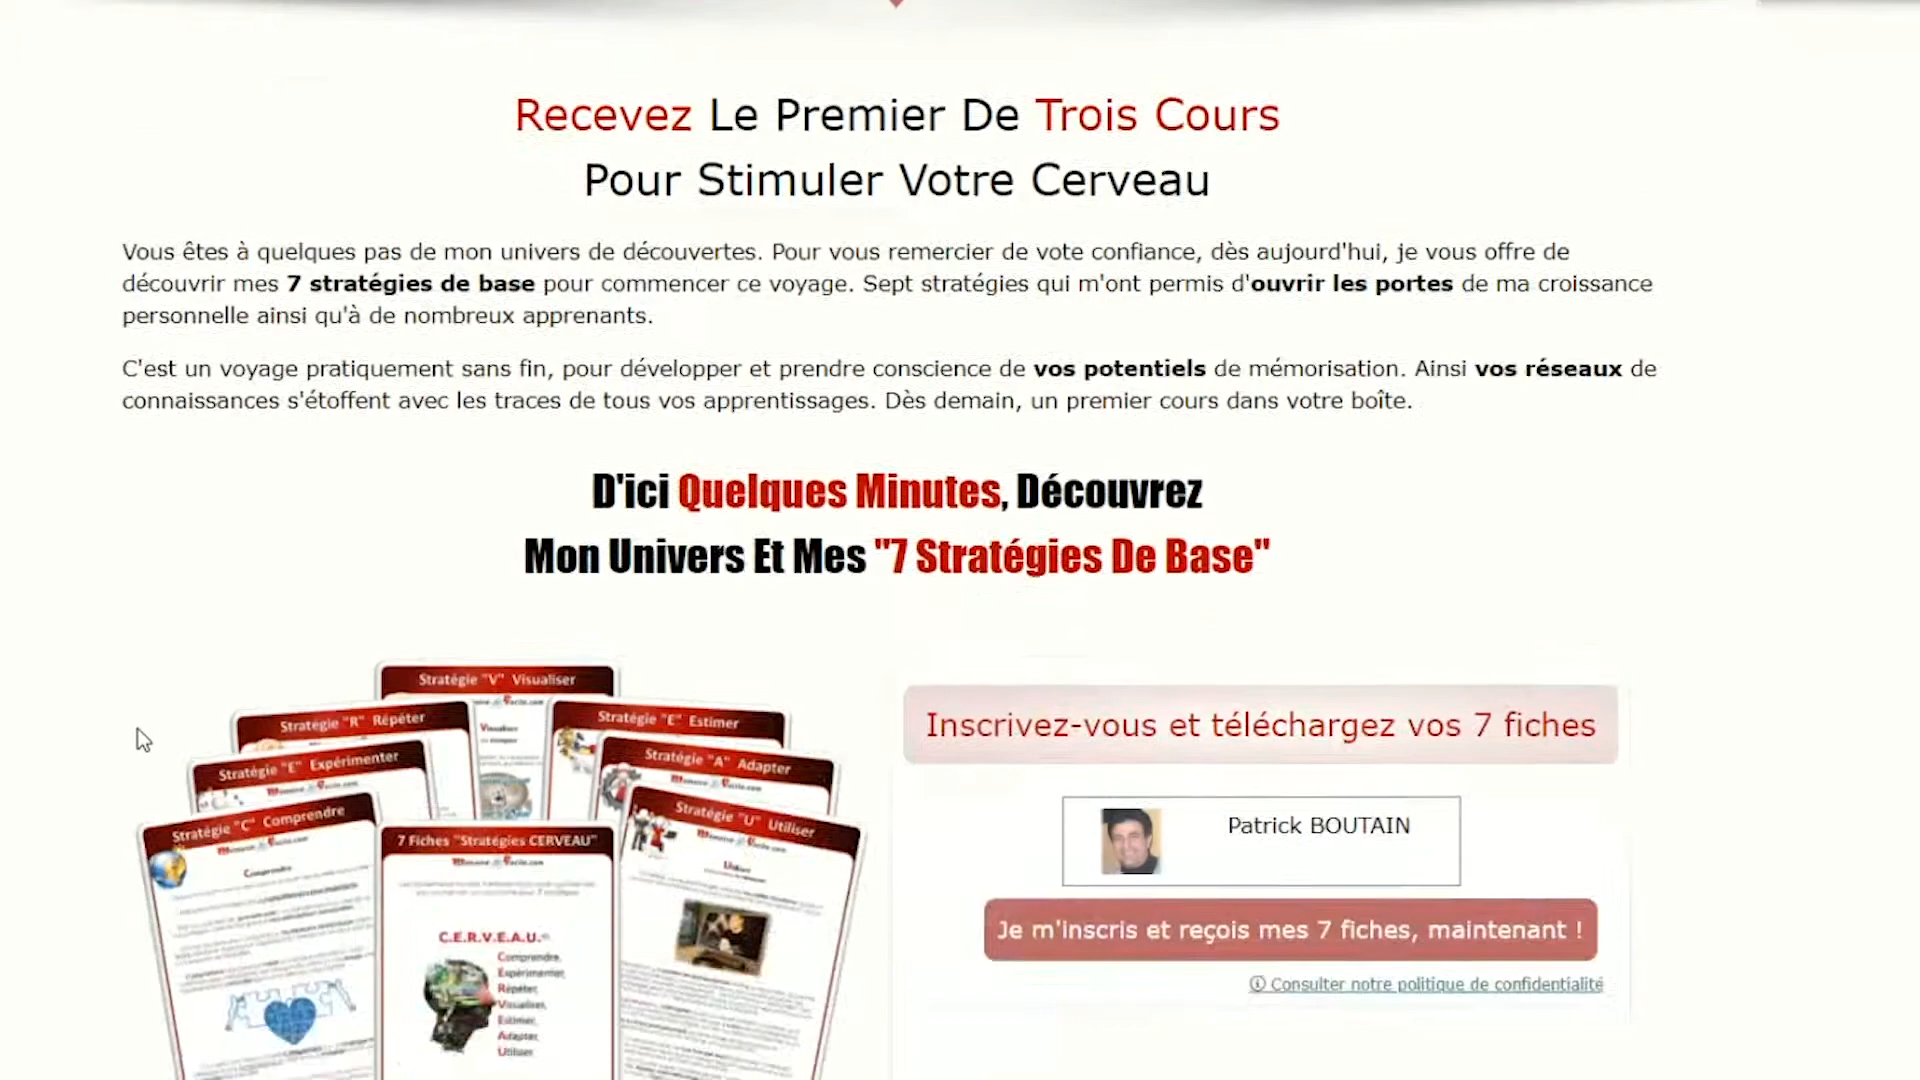 Recevez Le Premier De Trois Cours
Pour Stimuler Votre Cerveau
Vous êtes à quelques pas de mon univers de découvertes. Pour vous remercier de vote confiance, dès aujourd'hui, je vous offre de
découvrir mes 7 stratégies de base pour commencer ce voyage. Sept stratégies qui m'ont permis d'ouvrir les portes de ma croissance
personnelle ainsi qu'à de nombreux apprenants.
C'est un voyage pratiquement sans fin, pour développer et prendre conscience de vos potentiels de mémorisation. Ainsi vos réseaux de
connaissances s'étoffent avec les traces de tous vos apprentissages. Dès demain, un premier cours dans votre boîte.
D'ici Quelques Minutes, Découvrez
Mon Univers Et Mes "7 Stratégies De Base"
Stratégie "V" Visualiser
Stratégie "R" Répéter
Stratégie "E" Estimer
Stratégie "E" Expérimenter
Stratégie "A" Adapter
Stratégie "C" Comprendre
Stratégie "U" Utiliser
Visualiser
Comprendre
Utiliser
7 Fiches "Stratégies CERVEAU"
C.E.R.V.E.A.U.
Comprendre,
Expérimenter,
Répéter,
Visualiser,
Estimer,
Adapter,
Utiliser
Inscrivez-vous et téléchargez vos 7 fiches
Patrick BOUTAIN
Je m'inscris et reçois mes 7 fiches, maintenant !
Consulter notre politique de confidentialité